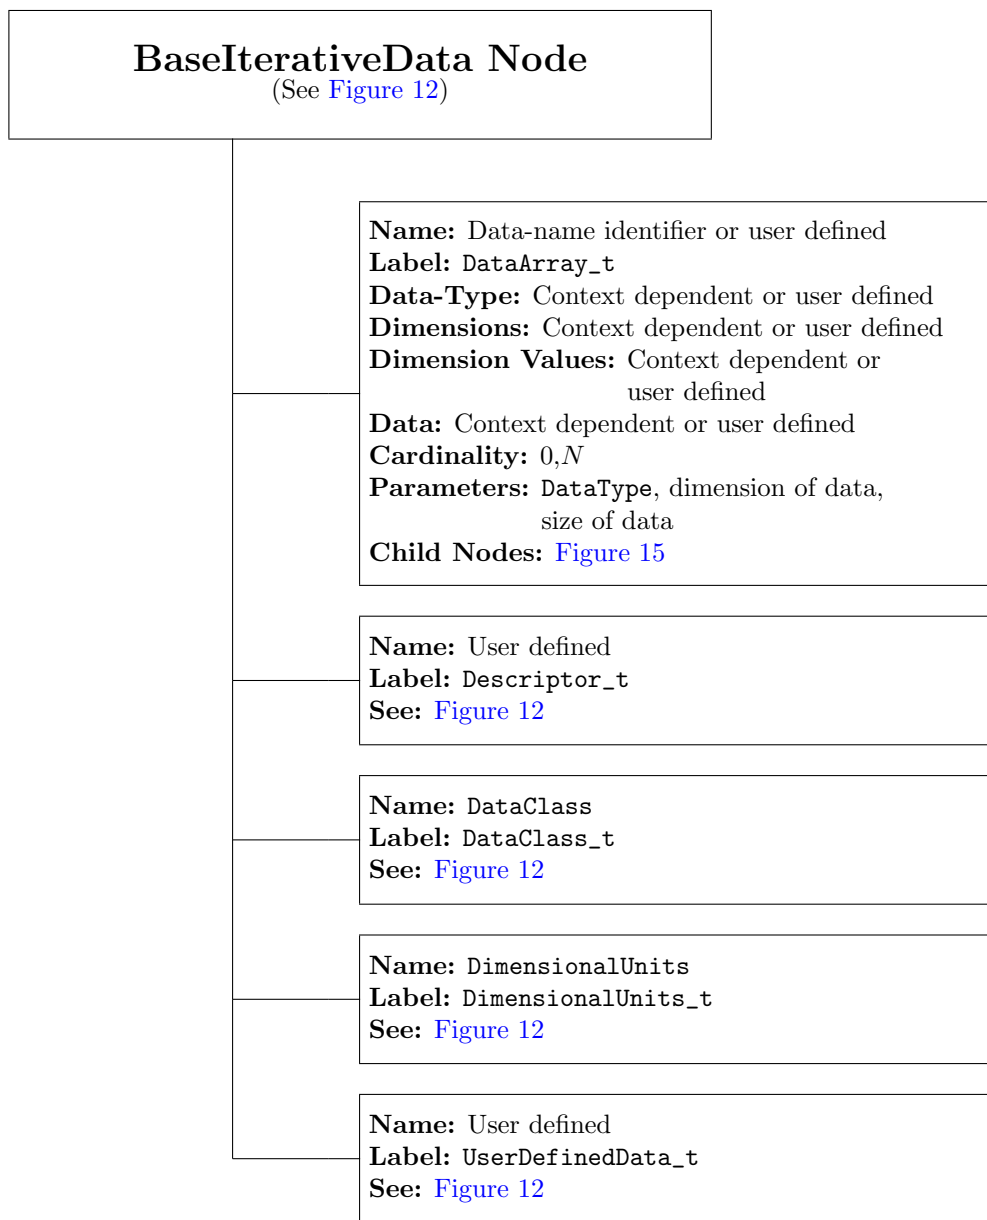 BaseIterativeData Node
(See Figure 12)
Name: Data-name identifier or user defined
Label: DataArray_t
Data-Type: Context dependent or user defined
Dimensions: Context dependent or user defined
Dimension Values: Context dependent or
user defined
Data: Context dependent or user defined
Cardinality: 0,N
Parameters: DataType, dimension of data,
size of data
Child Nodes: Figure 15
Name: User defined
Label: Descriptor_t
See: Figure 12
Name: DataClass
Label: DataClass_t
See: Figure 12
Name: DimensionalUnits
Label: DimensionalUnits_t
See: Figure 12
Name: User defined
Label: UserDefinedData_t
See: Figure 12